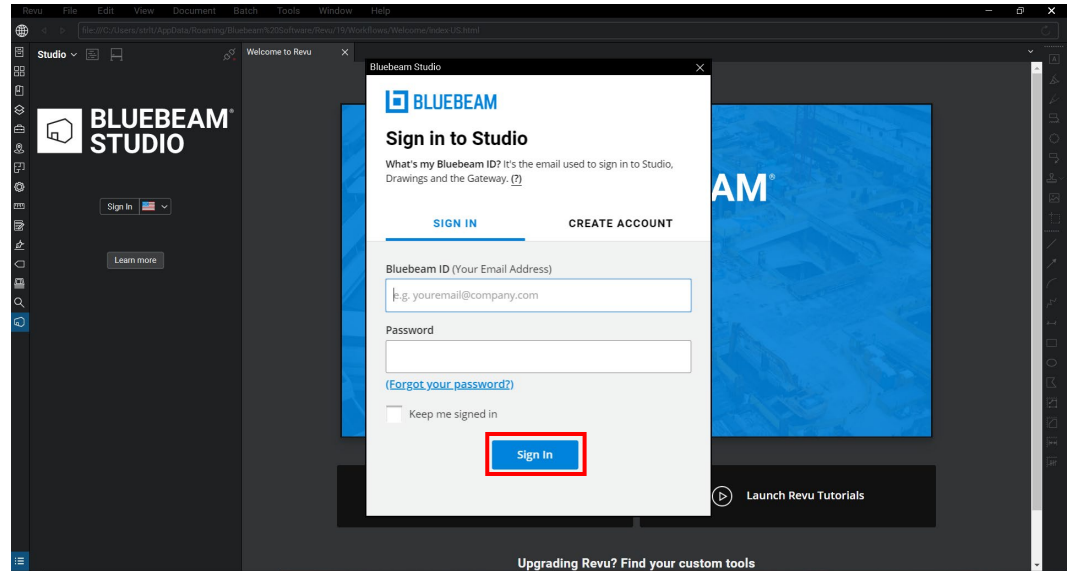 Revu File Edit View Document Batch Tools Window Help
Studio
Welcome to Revu
Bluebeam Studio
BLUEBEAM®
STUDIO
Sign In
Learn more
BLUEBEAM
Sign in to Studio
What's my Bluebeam ID? It's the email used to sign in to Studio,
Drawings and the Gateway. (?)
SIGN IN CREATE ACCOUNT
Bluebeam ID (Your Email Address)
e.g. youremail@company.com
Password
(Forgot your password?)
Keep me signed in
Sign In
AM®
Launch Revu Tutorials
Upgrading Revu? Find your custom tools